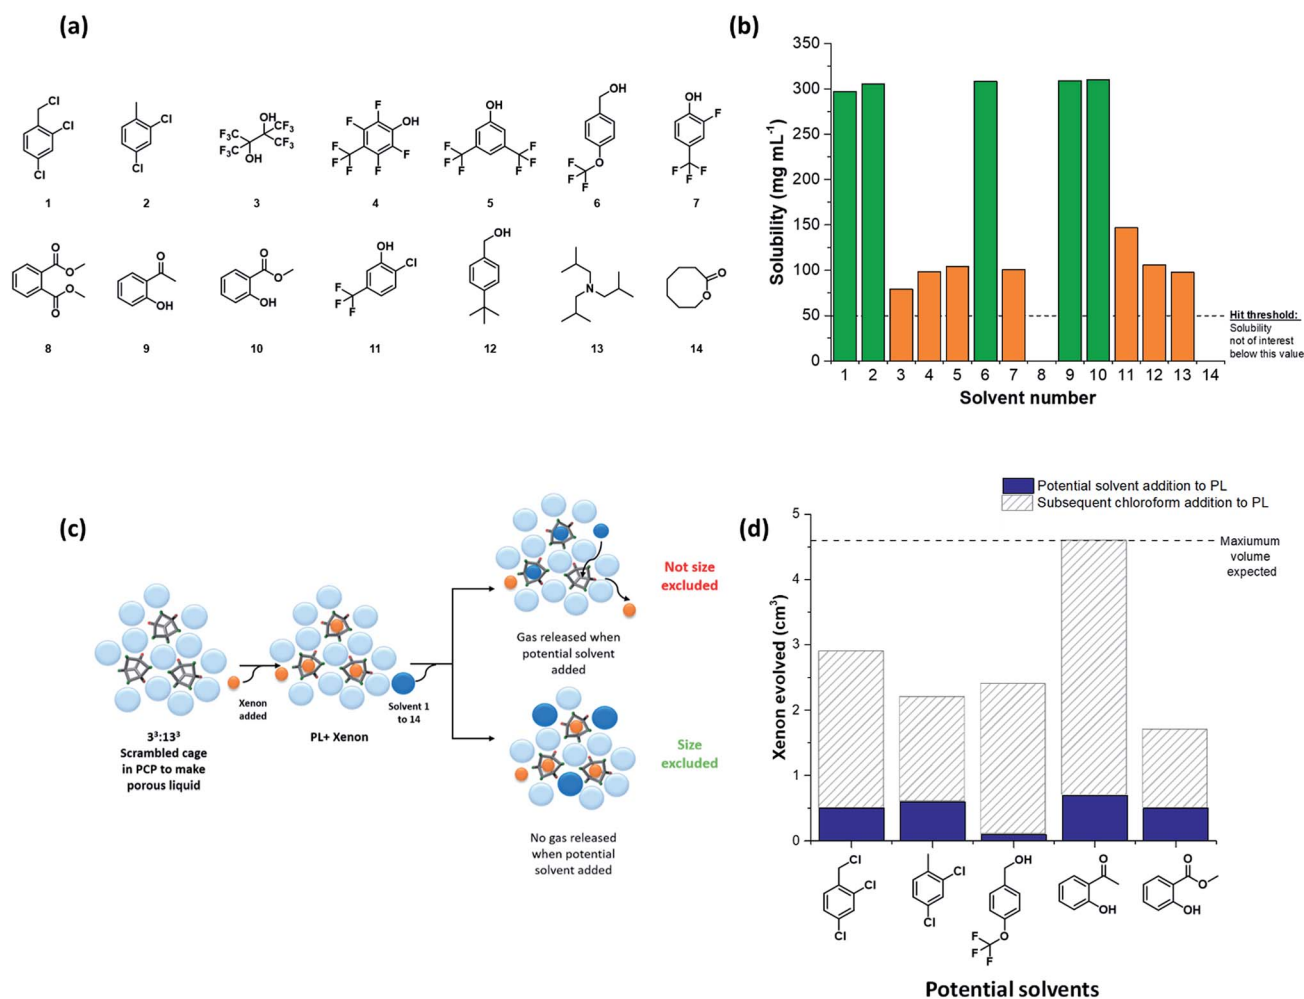 (a)
Cl
Cl
Cl
1
Cl
Cl
2
OH
F₃C CF₃
F₃C CF₃
OH
3
F
F OH
F
F F F
F
4
OH
F F
F F
F F
5
OH
O
F
F F
6
OH
F
F
F F
7
O
O
O
O
8
O
OH
9
O
O
OH
10
OH
Cl
F
F
F
11
OH
12
N
13
O
O
14
(b)
350
300
250
200
150
100
50
0
Solubility (mg mL⁻¹)
1 2 3 4 5 6 7 8 9 10 11 12 13 14
Solvent number
Hit threshold:
Solubility
not of interest
below this value
(c)
3³:13³
Scrambled cage
in PCP to make
porous liquid
Xenon
added
PL+ Xenon
Solvent 1
to 14
Not size
excluded
Gas released when
potential solvent
added
Size
excluded
No gas released
when potential
solvent added
(d)
Potential solvent addition to PL
Subsequent chloroform addition to PL
5
4
3
2
1
0
Xenon evolved (cm³)
Maxiumum
volume
expected
Cl
Cl
Cl
Cl
Cl
OH
O
F
F F
O
OH
O
O
OH
Potential solvents